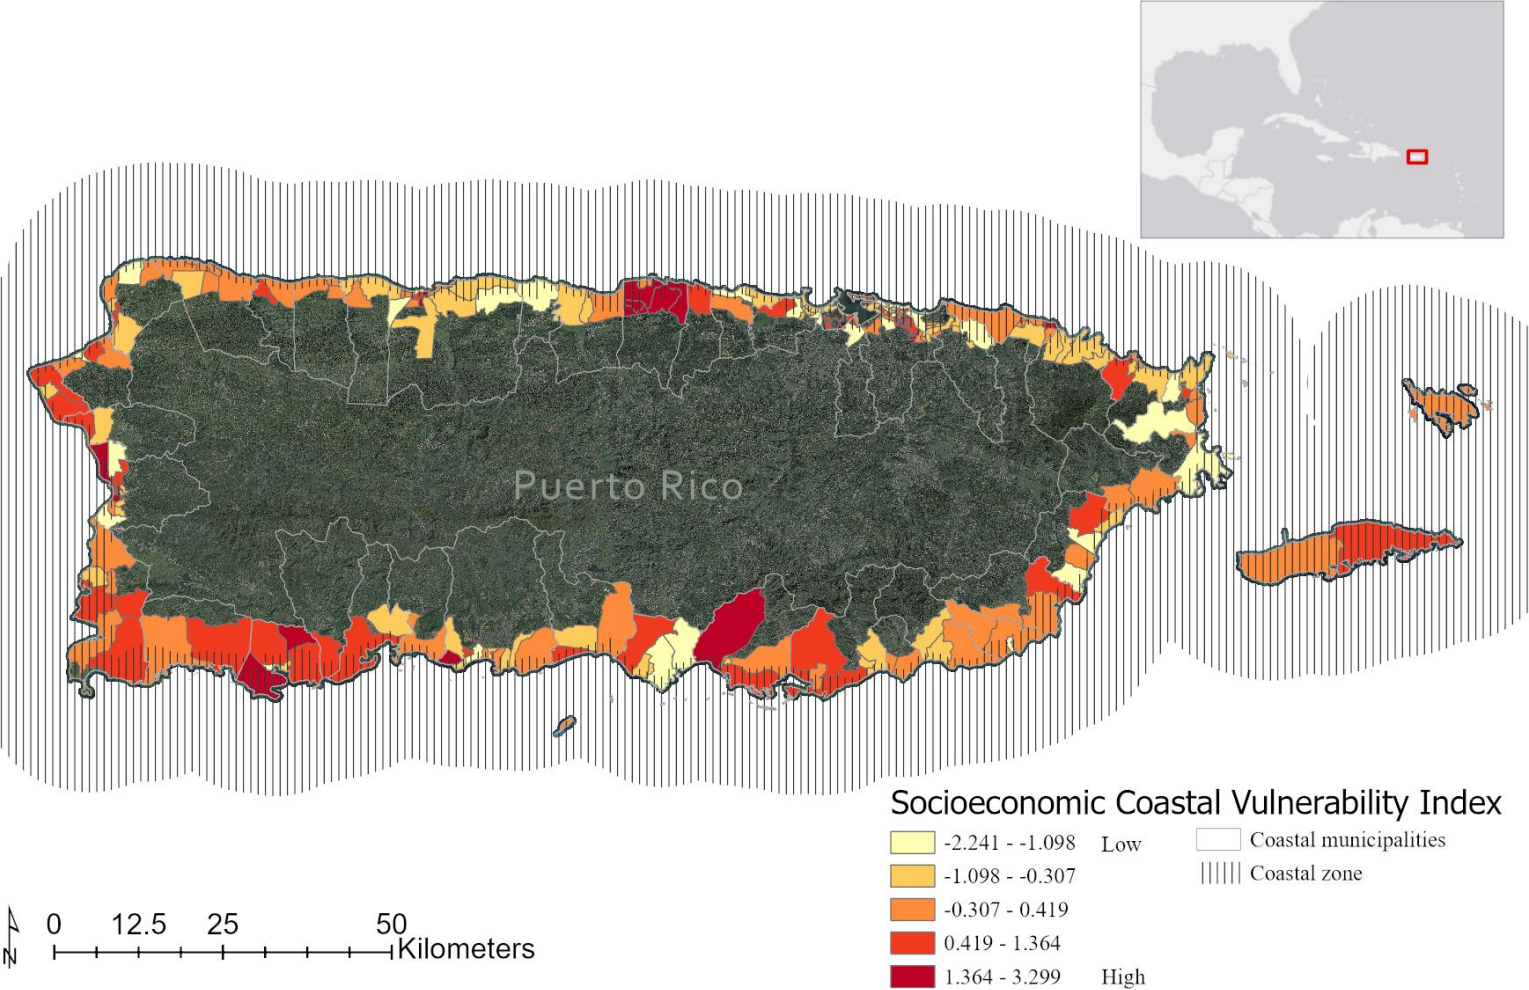 Puerto Rico
Socioeconomic Coastal Vulnerability Index
-2.241 - -1.098 Low
-1.098 - -0.307
-0.307 - 0.419
0.419 - 1.364
1.364 - 3.299 High
Coastal municipalities
Coastal zone
0 12.5 25 50
Kilometers
N